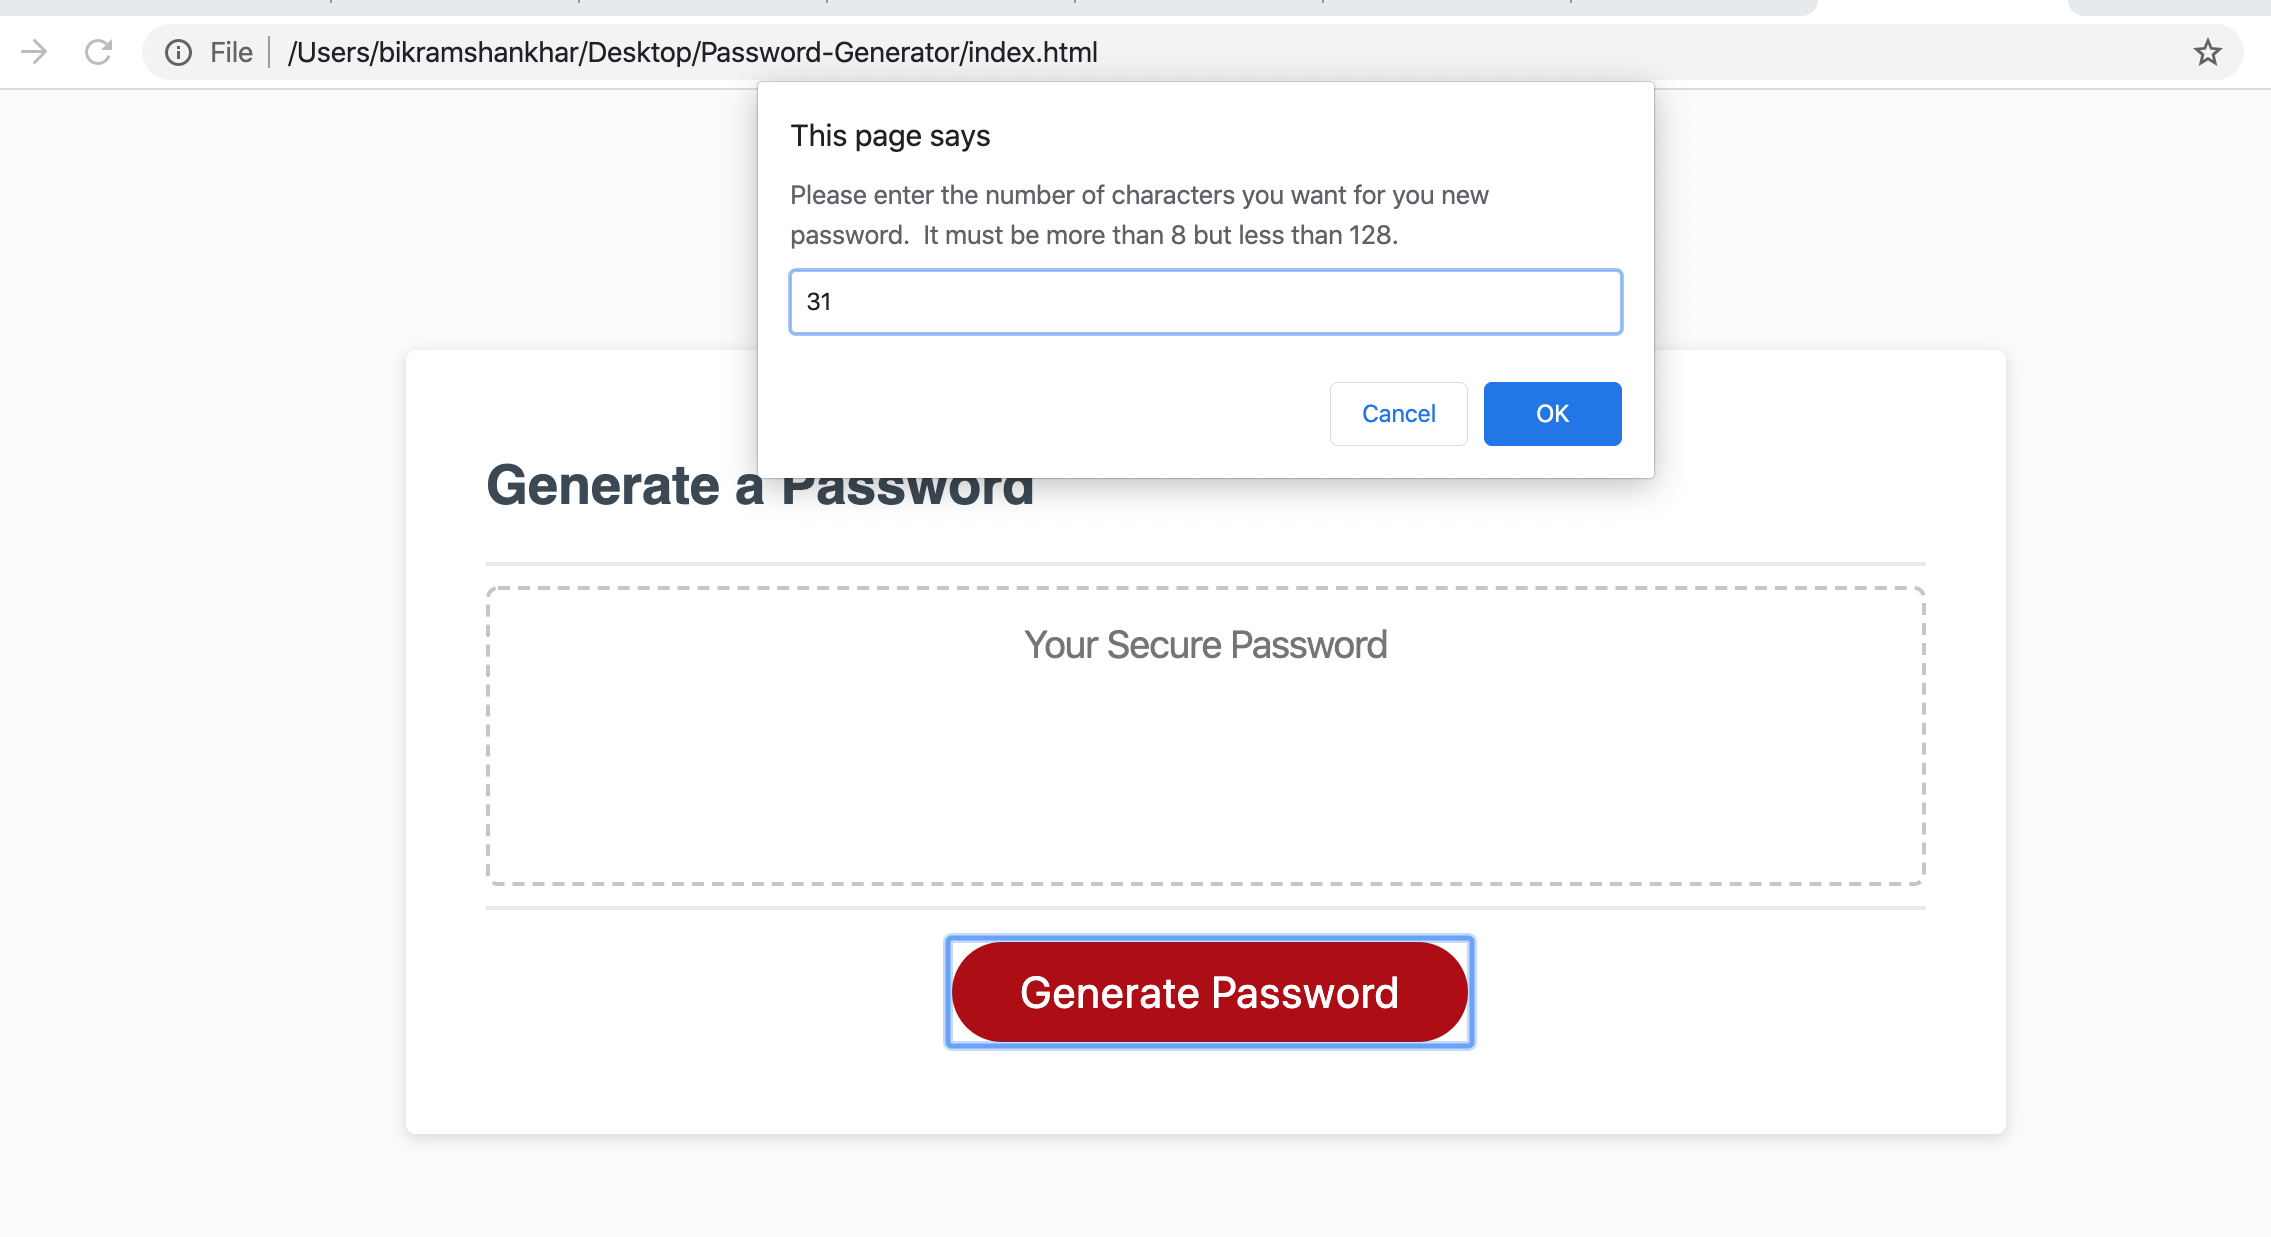 File /Users/bikramshankhar/Desktop/Password-Generator/index.html
This page says
Please enter the number of characters you want for you new
password.  It must be more than 8 but less than 128.
31
Cancel OK
Generate a Password
Your Secure Password
Generate Password